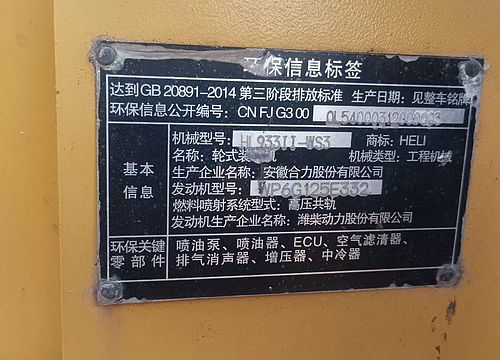 保信息标签
达到GB 20891-2014 第三阶段排放标准 生产日期: 见整车铭牌
环保信息公开编号: CN FJ G3 00 0L54000312000003
机械型号: HL933II-WS3 商标: HELI
名称: 轮式装 机械类型: 工程机械
基本信息
生产企业名称: 安徽合力股份有限公司
发动机型号: WP6G125E332
燃料喷射系统型式: 高压共轨
发动机生产企业名称: 潍柴动力股份有限公司
环保关键零部件
喷油泵、喷油器、ECU、空气滤清器、
排气消声器、增压器、中冷器